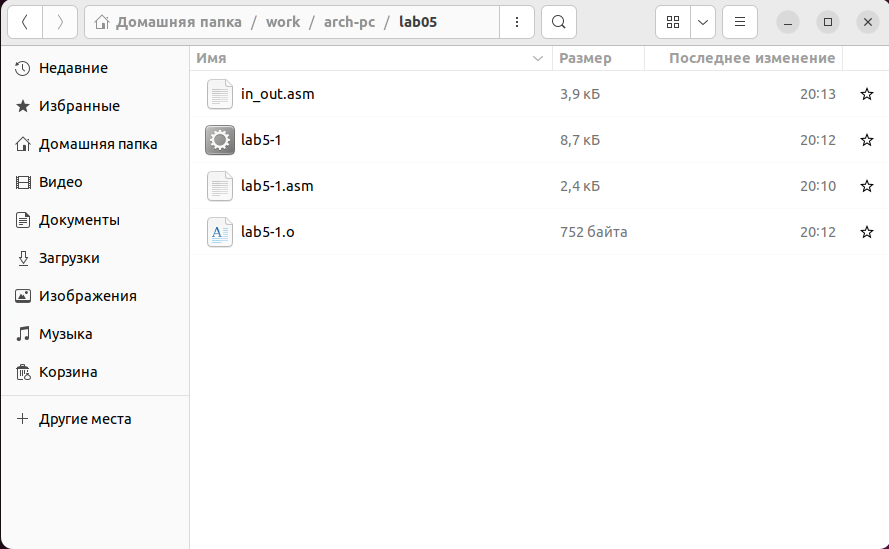 Домашняя папка / work / arch-pc / lab05
Имя Размер Последнее изменение
Недавние
Избранные
Домашняя папка
Видео
Документы
Загрузки
Изображения
Музыка
Корзина
Другие места
in_out.asm 3,9 кБ 20:13
lab5-1 8,7 кБ 20:12
lab5-1.asm 2,4 кБ 20:10
lab5-1.o 752 байта 20:12